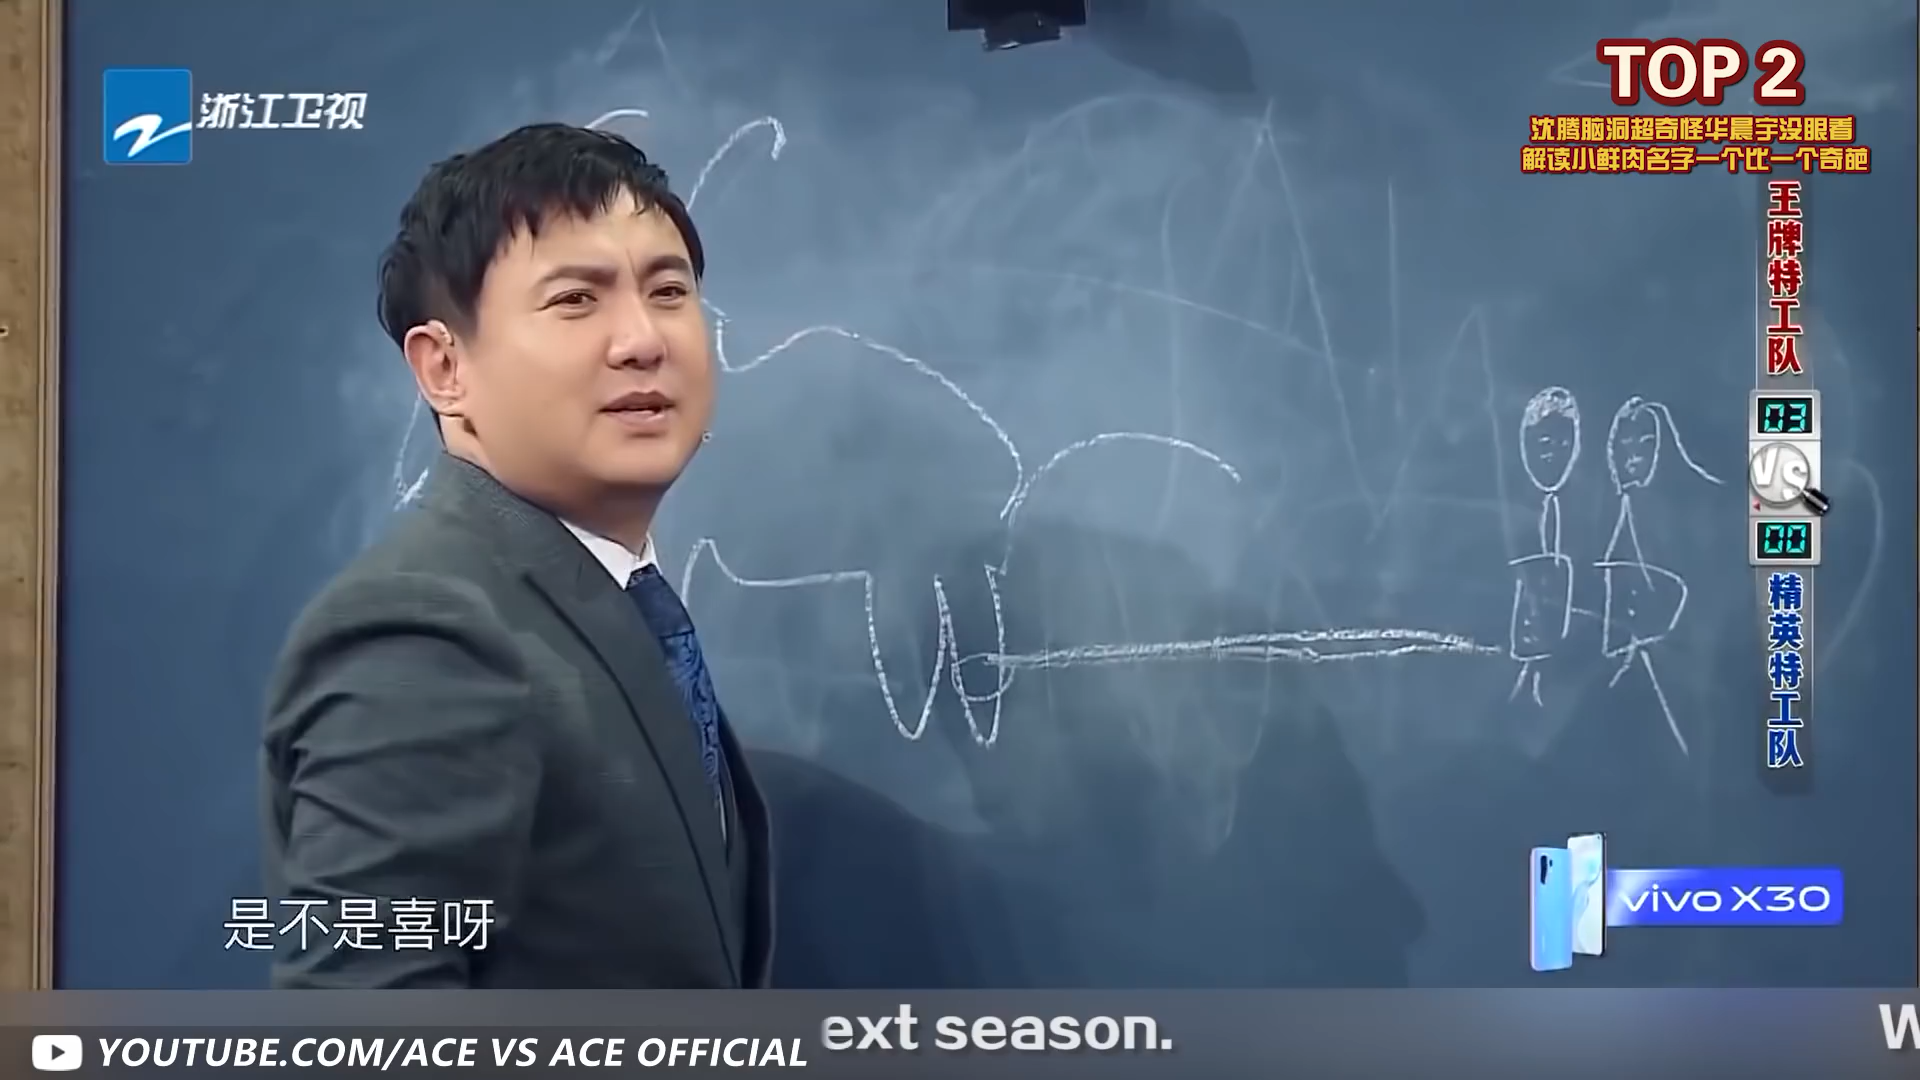 浙江卫视
TOP 2
沈腾脑洞超奇怪华晨宇没眼看
解读小鲜肉名字一个比一个奇葩
王牌特工队
03
VS
00
精英特工队
vivo X30
是不是喜呀
ext season.
W
YOUTUBE.COM/ACE VS ACE OFFICIAL